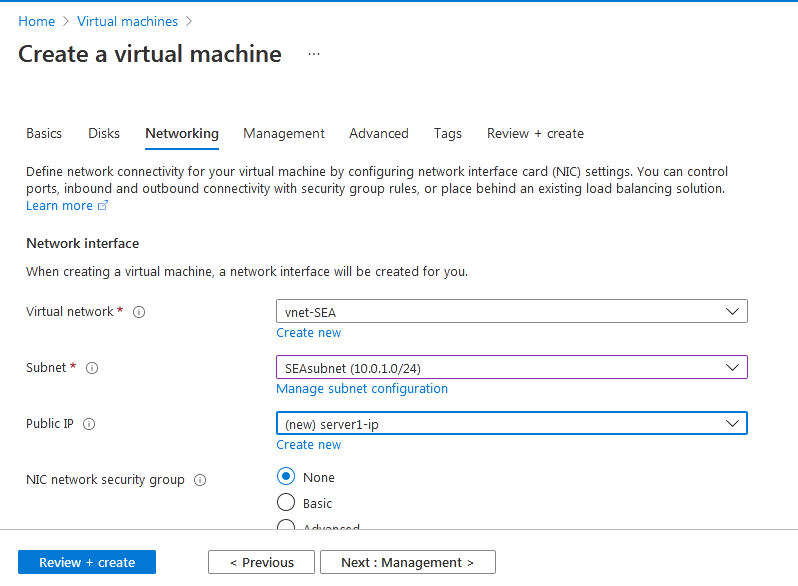 Home > Virtual machines >
Create a virtual machine ...
Basics Disks Networking Management Advanced Tags Review + create
Define network connectivity for your virtual machine by configuring network interface card (NIC) settings. You can control
ports, inbound and outbound connectivity with security group rules, or place behind an existing load balancing solution.
Learn more
Network interface
When creating a virtual machine, a network interface will be created for you.
Virtual network * vnet-SEA
Create new
Subnet * SEAsubnet (10.0.1.0/24)
Manage subnet configuration
Public IP (new) server1-ip
Create new
NIC network security group None
Basic
Advanced
Review + create < Previous Next : Management >